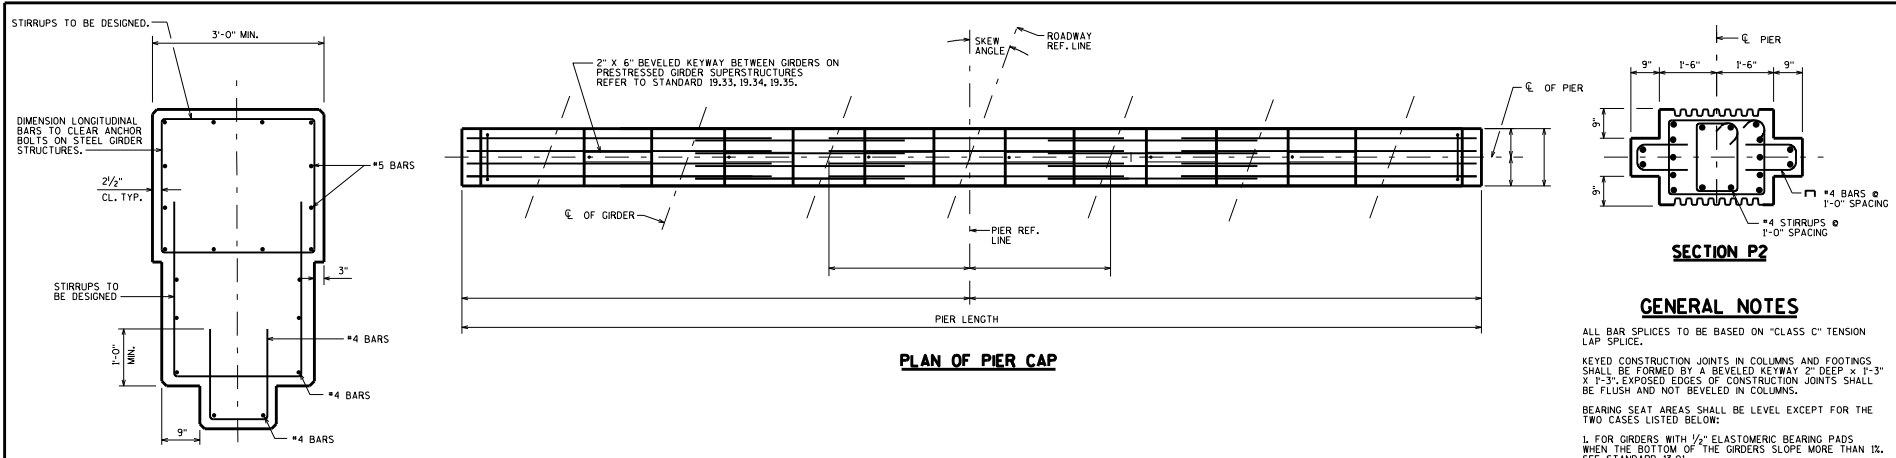 STIRRUPS TO BE DESIGNED.
3'-0" MIN.
DIMENSION LONGITUDINAL
BARS TO CLEAR ANCHOR
BOLTS ON STEEL GIRDER
STRUCTURES.
#5 BARS
2½"
CL. TYP.
3"
STIRRUPS TO
BE DESIGNED
1'-0"
MIN.
#4 BARS
#4 BARS
9"
#4 BARS
2" X 6" BEVELED KEYWAY BETWEEN GIRDERS ON
PRESTRESSED GIRDER SUPERSTRUCTURES
REFER TO STANDARD 19.33, 19.34, 19.35.
SKEW
ANGLE
ROADWAY
REF. LINE
℄ OF PIER
℄ OF GIRDER
PIER REF.
LINE
PIER LENGTH
PLAN OF PIER CAP
℄ PIER
9" 1'-6" 1'-6" 9"
9"
9"
#4 BARS @
1'-0" SPACING
#4 STIRRUPS @
1'-0" SPACING
SECTION P2
GENERAL NOTES
ALL BAR SPLICES TO BE BASED ON "CLASS C" TENSION
LAP SPLICE.
KEYED CONSTRUCTION JOINTS IN COLUMNS AND FOOTINGS
SHALL BE FORMED BY A BEVELED KEYWAY 2" DEEP x 1'-3"
X 1'-3". EXPOSED EDGES OF CONSTRUCTION JOINTS SHALL
BE FLUSH AND NOT BEVELED IN COLUMNS.
BEARING SEAT AREAS SHALL BE LEVEL EXCEPT FOR THE
TWO CASES LISTED BELOW:
1. FOR GIRDERS WITH ½" ELASTOMERIC BEARING PADS
WHEN THE BOTTOM OF THE GIRDERS SLOPE MORE THAN 1%.